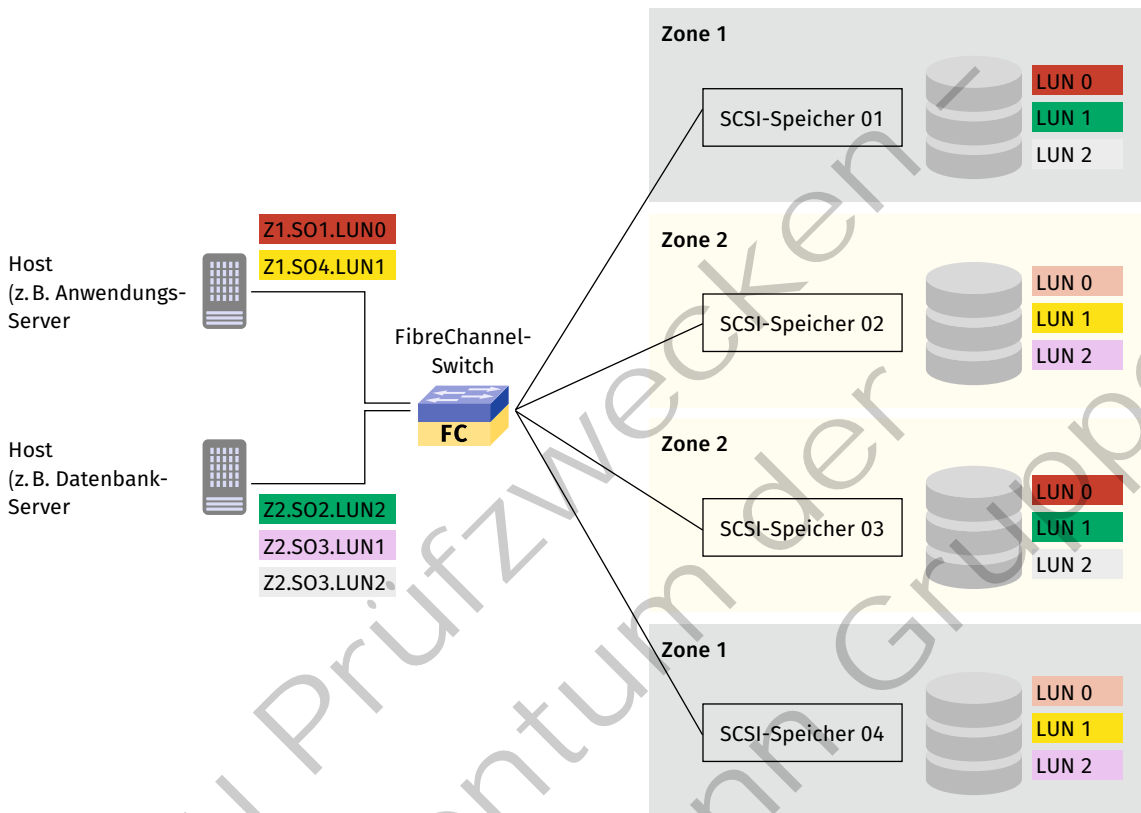 Zone 1
SCSI-Speicher 01
LUN 0
LUN 1
LUN 2
Z1.SO1.LUN0
Z1.SO4.LUN1
Host
(z. B. Anwendungs-
Server
Zone 2
SCSI-Speicher 02
LUN 0
LUN 1
LUN 2
FibreChannel-
Switch
FC
Host
(z. B. Datenbank-
Server
Z2.SO2.LUN2
Z2.SO3.LUN1
Z2.SO3.LUN2
Zone 2
SCSI-Speicher 03
LUN 0
LUN 1
LUN 2
Zone 1
SCSI-Speicher 04
LUN 0
LUN 1
LUN 2
Prüfzwecken -
der